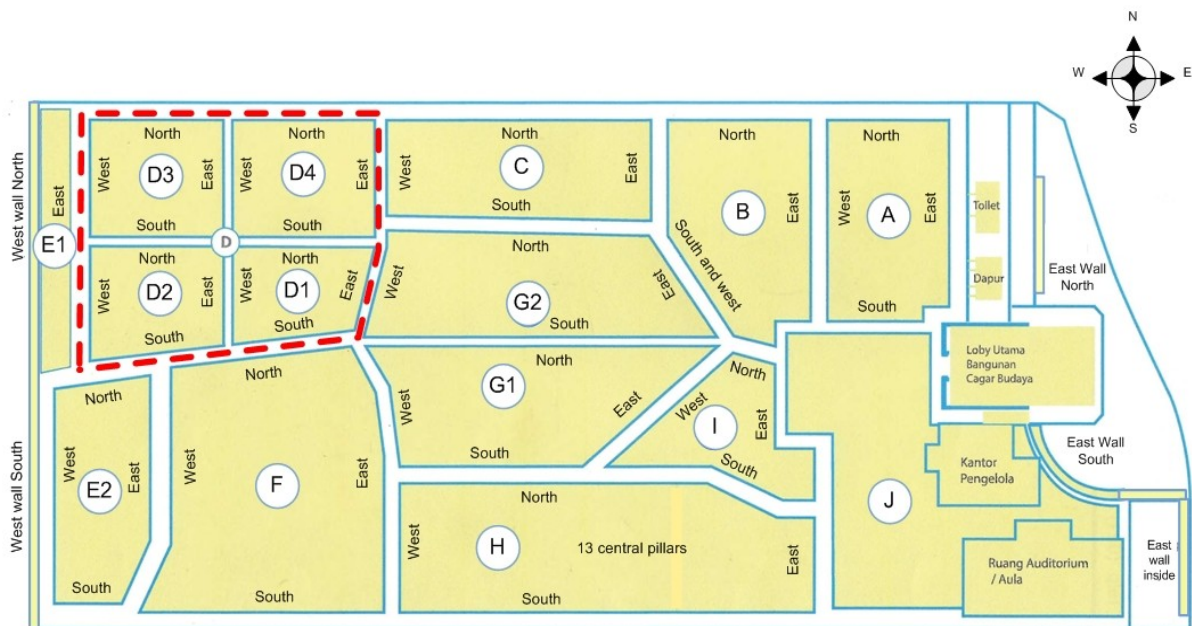 N
W
E
S
West wall North
East
E1
North
West
D3
East
South
North
West
D4
East
South
D
North
West
D2
East
South
North
West
D1
East
South
North
West
C
East
South
North
B
East
South and west
North
West
A
East
South
Toilet
Dapur
East Wall
North
North
West
G2
East
South
North
West
G1
East
South
North
West
I
East
South
Loby Utama
Bangunan
Cagar Budaya
East Wall
South
Kantor
Pengelola
J
Ruang Auditorium
/ Aula
East
wall
inside
West wall South
North
West
E2
East
South
North
West
F
East
South
North
West
H
13 central pillars
East
South